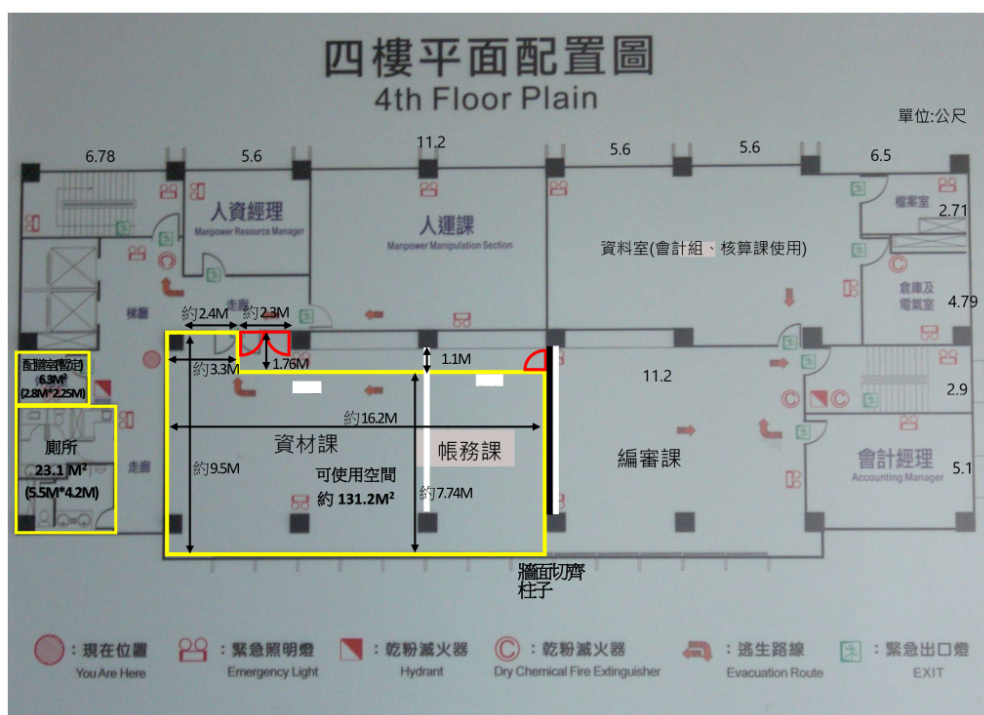 四樓平面配置圖
4th Floor Plain
單位:公尺
6.78
5.6
11.2
5.6
5.6
6.5
人資經理
Manpower Resource Manager
人運課
Manpower Manipulation Section
資料室(會計組、核算課使用)
檔案室
2.71
倉庫及
電氣室
4.79
梯廳
走廊
約2.4M
約2.3M
約3.3M
1.76M
1.1M
11.2
2.9
配膳室(暫定)
6.3M²
(2.8M*2.25M)
廁所
23.1 M²
(5.5M*4.2M)
走廊
約16.2M
資材課
帳務課
編審課
約9.5M
可使用空間
約 131.2M²
約7.74M
會計經理
Accounting Manager
5.1
牆面切齊
柱子
:現在位置
You Are Here
:緊急照明燈
Emergency Light
:乾粉滅火器
Hydrant
:乾粉滅火器
Dry Chemical Fire Extinguisher
:逃生路線
Evacuation Route
:緊急出口燈
EXIT